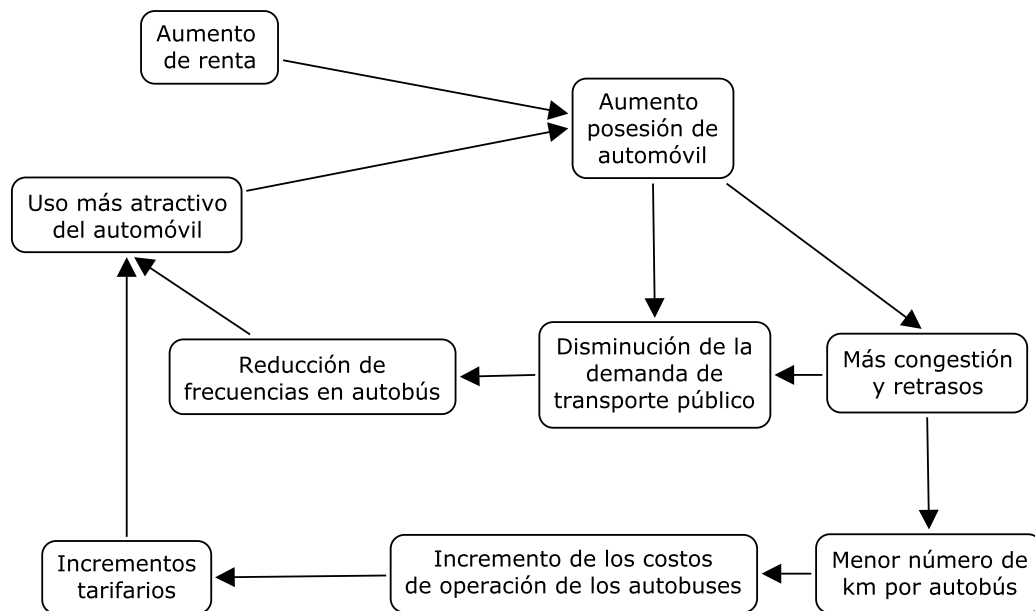 Aumento
de renta
Aumento
posesión de
automóvil
Uso más atractivo
del automóvil
Reducción de
frecuencias en autobús
Disminución de la
demanda de
transporte público
Más congestión
y retrasos
Incrementos
tarifarios
Incremento de los costos
de operación de los autobuses
Menor número de
km por autobús